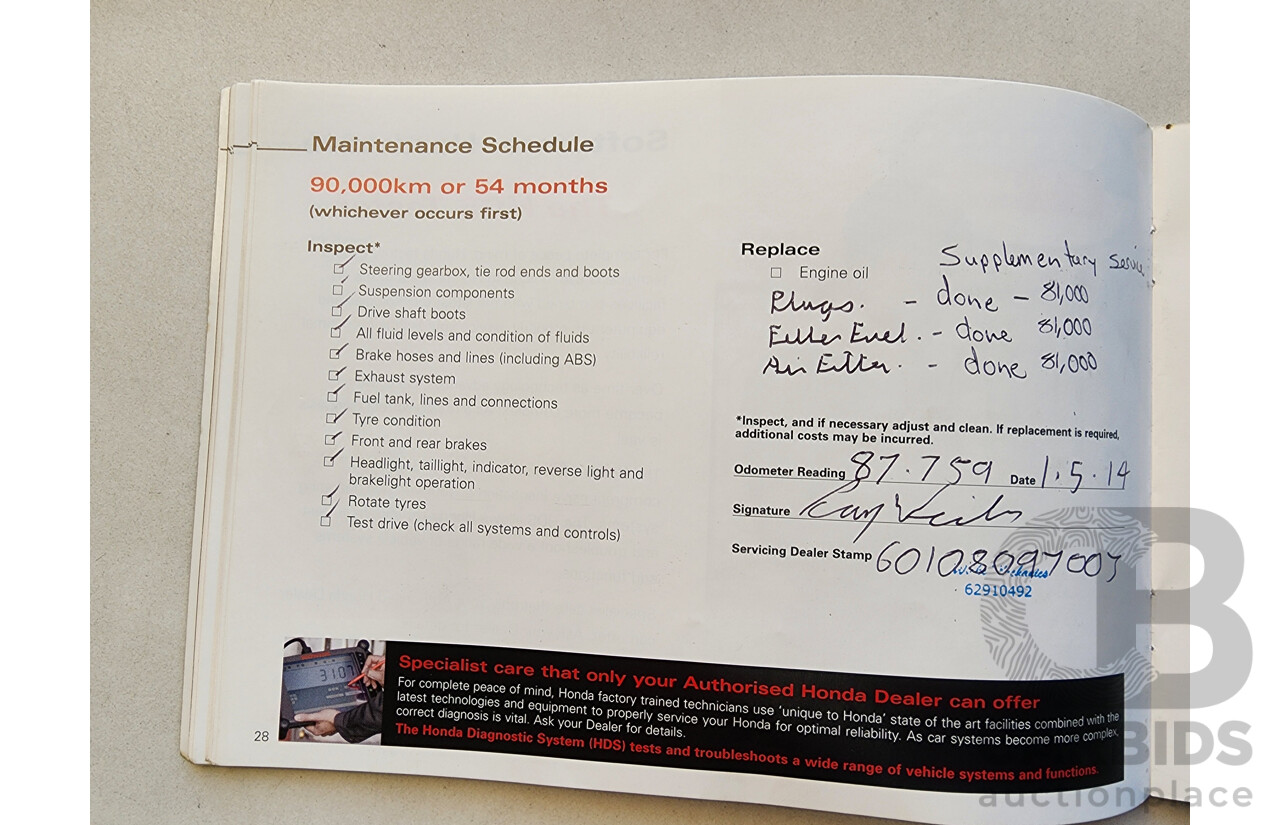 Maintenance Schedule
90,000km or 54 months
(whichever occurs first)
Inspect*
Steering gearbox, tie rod ends and boots
Suspension components
Drive shaft boots
All fluid levels and condition of fluids
Brake hoses and lines (including ABS)
Exhaust system
Fuel tank, lines and connections
Tyre condition
Front and rear brakes
Headlight, taillight, indicator, reverse light and
brakelight operation
Rotate tyres
Test drive (check all systems and controls)
Replace
Supplementary
Engine oil
Plugs. - done - 81,000
Filter Fuel. - done 81,000
Air Filter. - done 81,000
*Inspect, and if necessary adjust and clean. If replacement is required,
additional costs may be incurred.
Odometer Reading 87.759 Date 1.5.14
Signature
Servicing Dealer Stamp
62910492
Specialist care that only your Authorised Honda Dealer can offer
For complete peace of mind, Honda factory trained technicians use 'unique to Honda' state of the art facilities combined with the
latest technologies and equipment to properly service your Honda for optimal reliability. As car systems become more complex,
correct diagnosis is vital. Ask your Dealer for details.
The Honda Diagnostic System (HDS) tests and troubleshoots a wide range of vehicle systems and functions.
3107
28
BIDS
auctionplace